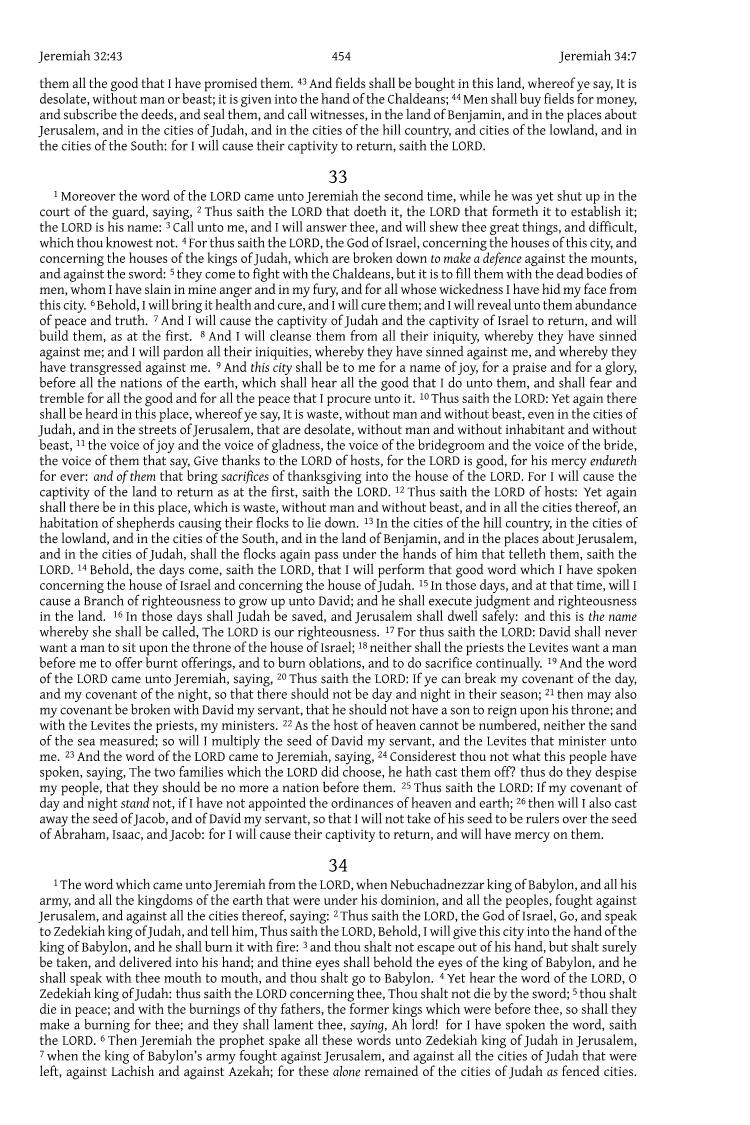 Jeremiah 32:43 454 Jeremiah 34:7
them all the good that I have promised them. 43 And fields shall be bought in this land, whereof ye say, It is
desolate, without man or beast; it is given into the hand of the Chaldeans; 44 Men shall buy fields for money,
and subscribe the deeds, and seal them, and call witnesses, in the land of Benjamin, and in the places about
Jerusalem, and in the cities of Judah, and in the cities of the hill country, and cities of the lowland, and in
the cities of the South: for I will cause their captivity to return, saith the LORD.
33
1 Moreover the word of the LORD came unto Jeremiah the second time, while he was yet shut up in the
court of the guard, saying, 2 Thus saith the LORD that doeth it, the LORD that formeth it to establish it;
the LORD is his name: 3 Call unto me, and I will answer thee, and will shew thee great things, and difficult,
which thou knowest not. 4 For thus saith the LORD, the God of Israel, concerning the houses of this city, and
concerning the houses of the kings of Judah, which are broken down to make a defence against the mounts,
and against the sword: 5 they come to fight with the Chaldeans, but it is to fill them with the dead bodies of
men, whom I have slain in mine anger and in my fury, and for all whose wickedness I have hid my face from
this city. 6 Behold, I will bring it health and cure, and I will cure them; and I will reveal unto them abundance
of peace and truth. 7 And I will cause the captivity of Judah and the captivity of Israel to return, and will
build them, as at the first. 8 And I will cleanse them from all their iniquity, whereby they have sinned
against me; and I will pardon all their iniquities, whereby they have sinned against me, and whereby they
have transgressed against me. 9 And this city shall be to me for a name of joy, for a praise and for a glory,
before all the nations of the earth, which shall hear all the good that I do unto them, and shall fear and
tremble for all the good and for all the peace that I procure unto it. 10 Thus saith the LORD: Yet again there
shall be heard in this place, whereof ye say, It is waste, without man and without beast, even in the cities of
Judah, and in the streets of Jerusalem, that are desolate, without man and without inhabitant and without
beast, 11 the voice of joy and the voice of gladness, the voice of the bridegroom and the voice of the bride,
the voice of them that say, Give thanks to the LORD of hosts, for the LORD is good, for his mercy endureth
for ever: and of them that bring sacrifices of thanksgiving into the house of the LORD. For I will cause the
captivity of the land to return as at the first, saith the LORD. 12 Thus saith the LORD of hosts: Yet again
shall there be in this place, which is waste, without man and without beast, and in all the cities thereof, an
habitation of shepherds causing their flocks to lie down. 13 In the cities of the hill country, in the cities of
the lowland, and in the cities of the South, and in the land of Benjamin, and in the places about Jerusalem,
and in the cities of Judah, shall the flocks again pass under the hands of him that telleth them, saith the
LORD. 14 Behold, the days come, saith the LORD, that I will perform that good word which I have spoken
concerning the house of Israel and concerning the house of Judah. 15 In those days, and at that time, will I
cause a Branch of righteousness to grow up unto David; and he shall execute judgment and righteousness
in the land. 16 In those days shall Judah be saved, and Jerusalem shall dwell safely: and this is the name
whereby she shall be called, The LORD is our righteousness. 17 For thus saith the LORD: David shall never
want a man to sit upon the throne of the house of Israel; 18 neither shall the priests the Levites want a man
before me to offer burnt offerings, and to burn oblations, and to do sacrifice continually. 19 And the word
of the LORD came unto Jeremiah, saying, 20 Thus saith the LORD: If ye can break my covenant of the day,
and my covenant of the night, so that there should not be day and night in their season; 21 then may also
my covenant be broken with David my servant, that he should not have a son to reign upon his throne; and
with the Levites the priests, my ministers. 22 As the host of heaven cannot be numbered, neither the sand
of the sea measured; so will I multiply the seed of David my servant, and the Levites that minister unto
me. 23 And the word of the LORD came to Jeremiah, saying, 24 Considerest thou not what this people have
spoken, saying, The two families which the LORD did choose, he hath cast them off? thus do they despise
my people, that they should be no more a nation before them. 25 Thus saith the LORD: If my covenant of
day and night stand not, if I have not appointed the ordinances of heaven and earth; 26 then will I also cast
away the seed of Jacob, and of David my servant, so that I will not take of his seed to be rulers over the seed
of Abraham, Isaac, and Jacob: for I will cause their captivity to return, and will have mercy on them.
34
1 The word which came unto Jeremiah from the LORD, when Nebuchadnezzar king of Babylon, and all his
army, and all the kingdoms of the earth that were under his dominion, and all the peoples, fought against
Jerusalem, and against all the cities thereof, saying: 2 Thus saith the LORD, the God of Israel, Go, and speak
to Zedekiah king of Judah, and tell him, Thus saith the LORD, Behold, I will give this city into the hand of the
king of Babylon, and he shall burn it with fire: 3 and thou shalt not escape out of his hand, but shalt surely
be taken, and delivered into his hand; and thine eyes shall behold the eyes of the king of Babylon, and he
shall speak with thee mouth to mouth, and thou shalt go to Babylon. 4 Yet hear the word of the LORD, O
Zedekiah king of Judah: thus saith the LORD concerning thee, Thou shalt not die by the sword; 5 thou shalt
die in peace; and with the burnings of thy fathers, the former kings which were before thee, so shall they
make a burning for thee; and they shall lament thee, saying, Ah lord! for I have spoken the word, saith
the LORD. 6 Then Jeremiah the prophet spake all these words unto Zedekiah king of Judah in Jerusalem,
7 when the king of Babylon's army fought against Jerusalem, and against all the cities of Judah that were
left, against Lachish and against Azekah; for these alone remained of the cities of Judah as fenced cities.